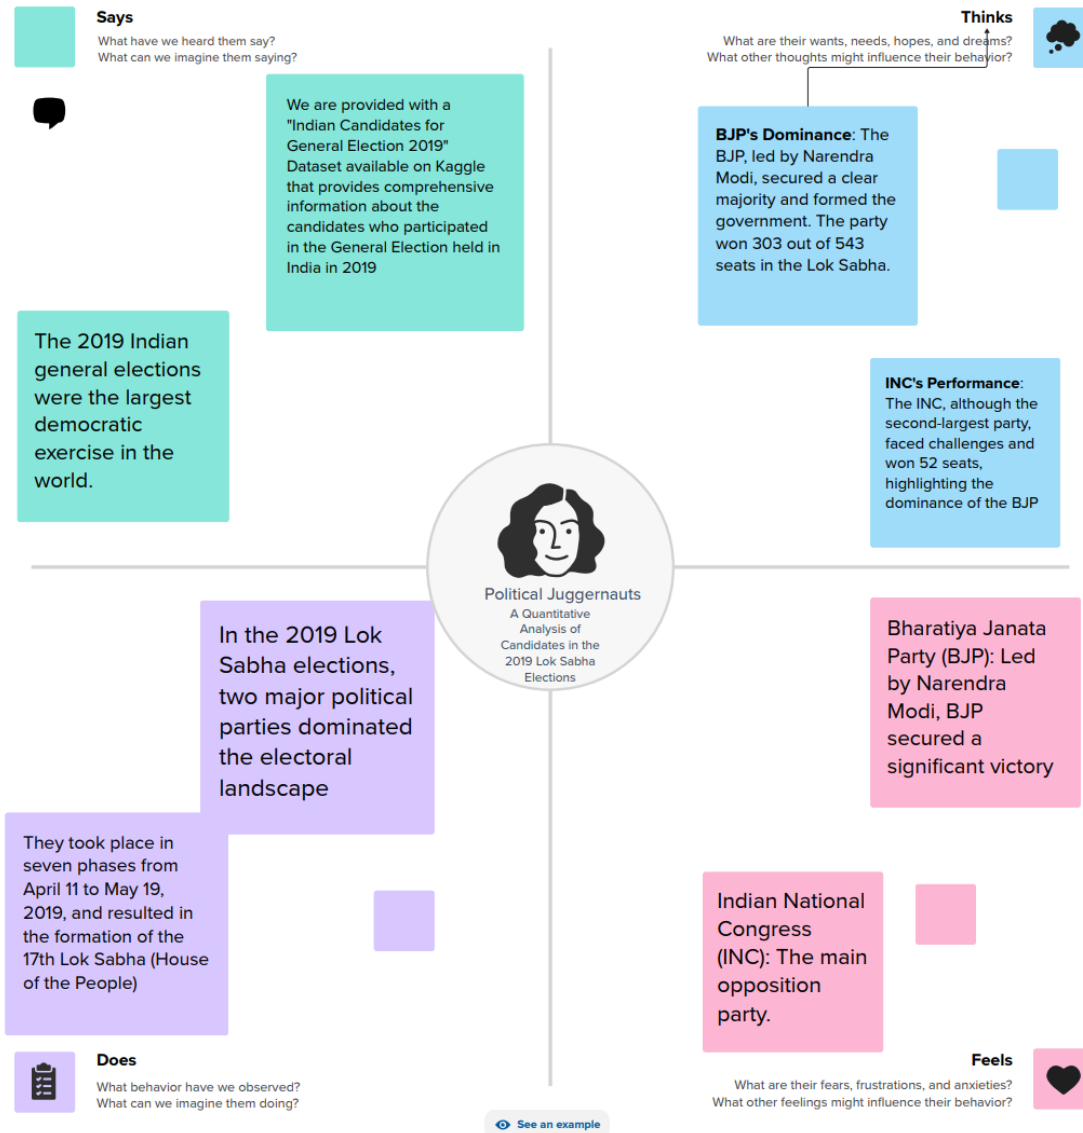 Says
What have we heard them say?
What can we imagine them saying?
Thinks
What are their wants, needs, hopes, and dreams?
What other thoughts might influence their behavior?
We are provided with a
"Indian Candidates for
General Election 2019"
Dataset available on Kaggle
that provides comprehensive
information about the
candidates who participated
in the General Election held in
India in 2019
BJP's Dominance: The
BJP, led by Narendra
Modi, secured a clear
majority and formed the
government. The party
won 303 out of 543
seats in the Lok Sabha.
The 2019 Indian
general elections
were the largest
democratic
exercise in the
world.
INC's Performance:
The INC, although the
second-largest party,
faced challenges and
won 52 seats,
highlighting the
dominance of the BJP
Political Juggernauts
A Quantitative
Analysis of
Candidates in the
2019 Lok Sabha
Elections
In the 2019 Lok
Sabha elections,
two major political
parties dominated
the electoral
landscape
Bharatiya Janata
Party (BJP): Led
by Narendra
Modi, BJP
secured a
significant victory
They took place in
seven phases from
April 11 to May 19,
2019, and resulted in
the formation of the
17th Lok Sabha (House
of the People)
Indian National
Congress
(INC): The main
opposition
party.
Does
What behavior have we observed?
What can we imagine them doing?
Feels
What are their fears, frustrations, and anxieties?
What other feelings might influence their behavior?
See an example